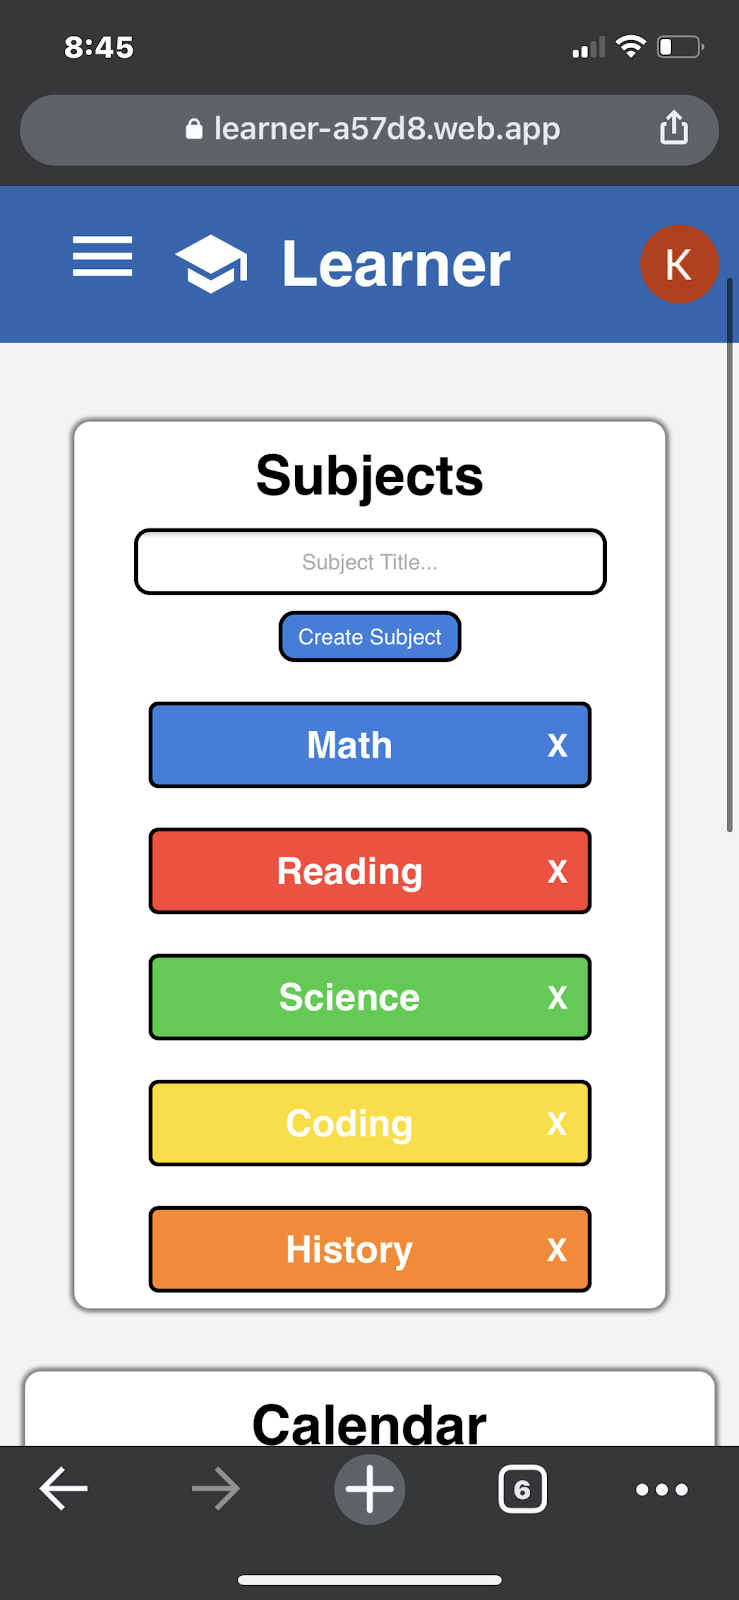 8:45
learner-a57d8.web.app
Learner
K
Subjects
Subject Title...
Create Subject
Math X
Reading X
Science X
Coding X
History X
Calendar
6